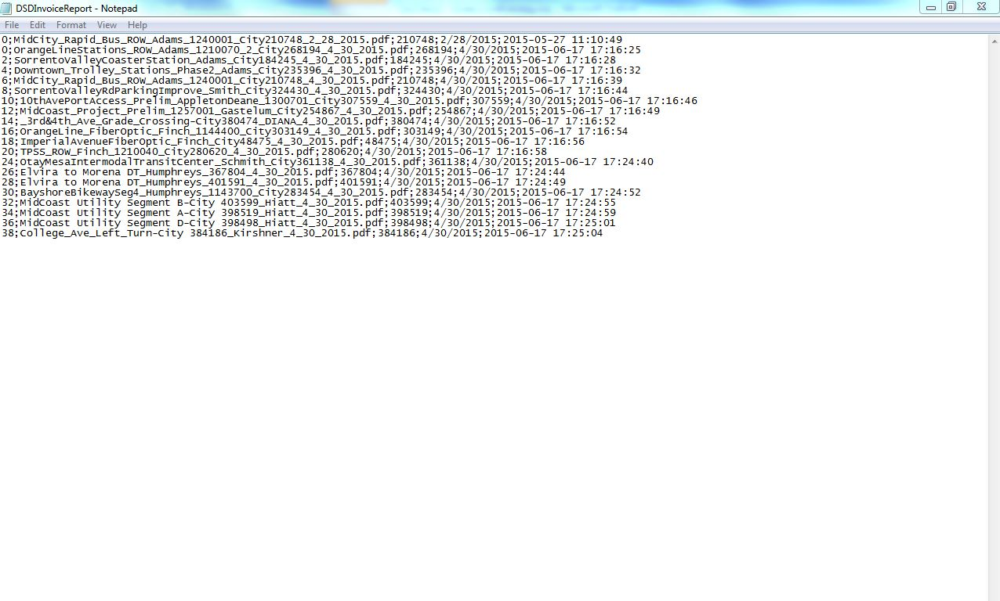 DSDInvoiceReport - Notepad
File Edit Format View Help
0;MidCity_Rapid_Bus_ROW_Adams_1240001_City210748_2_28_2015.pdf;210748;2/28/2015;2015-05-27 11:10:49
0;OrangeLineStations_ROW_Adams_1210070_2_City268194_4_30_2015.pdf;268194;4/30/2015;2015-06-17 17:16:25
2;SorrentoValleyCoasterStation_Adams_City184245_4_30_2015.pdf;184245;4/30/2015;2015-06-17 17:16:28
4;Downtown_Trolley_Stations_Phase2_Adams_City235396_4_30_2015.pdf;235396;4/30/2015;2015-06-17 17:16:32
6;MidCity_Rapid_Bus_ROW_Adams_1240001_City210748_4_30_2015.pdf;210748;4/30/2015;2015-06-17 17:16:39
8;SorrentoValleyRdParkingImprove_Smith_City324430_4_30_2015.pdf;324430;4/30/2015;2015-06-17 17:16:44
10;10thAvePortAccess_Prelim_AppletonDeane_1300701_City307559_4_30_2015.pdf;307559;4/30/2015;2015-06-17 17:16:46
12;MidCoast_Project_Prelim_1257001_Gastelum_City254867_4_30_2015.pdf;254867;4/30/2015;2015-06-17 17:16:49
14;_3rd&4th_Ave_Grade_Crossing-City380474_DIANA_4_30_2015.pdf;380474;4/30/2015;2015-06-17 17:16:52
16;OrangeLine_FiberOptic_Finch_1144400_City303149_4_30_2015.pdf;303149;4/30/2015;2015-06-17 17:16:54
18;ImperialAvenueFiberOptic_Finch_City48475_4_30_2015.pdf;48475;4/30/2015;2015-06-17 17:16:56
20;TPSS_ROW_Finch_1210040_City280620_4_30_2015.pdf;280620;4/30/2015;2015-06-17 17:16:58
24;OtayMesaIntermodalTransitCenter_Schmith_City361138_4_30_2015.pdf;361138;4/30/2015;2015-06-17 17:24:40
26;Elvira to Morena DT_Humphreys_367804_4_30_2015.pdf;367804;4/30/2015;2015-06-17 17:24:44
28;Elvira to Morena DT_Humphreys_401591_4_30_2015.pdf;401591;4/30/2015;2015-06-17 17:24:49
30;BayshoreBikewaySeg4_Humphreys_1143700_City283454_4_30_2015.pdf;283454;4/30/2015;2015-06-17 17:24:52
32;MidCoast Utility Segment B-City 403599_Hiatt_4_30_2015.pdf;403599;4/30/2015;2015-06-17 17:24:55
34;MidCoast Utility Segment A-City 398519_Hiatt_4_30_2015.pdf;398519;4/30/2015;2015-06-17 17:24:59
36;MidCoast Utility Segment D-City 398498_Hiatt_4_30_2015.pdf;398498;4/30/2015;2015-06-17 17:25:01
38;College_Ave_Left_Turn-City 384186_Kirshner_4_30_2015.pdf;384186;4/30/2015;2015-06-17 17:25:04